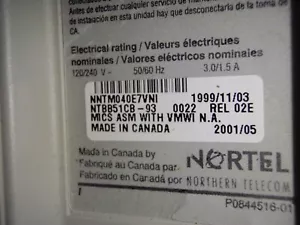 de instalación en esta unidad hay que desconectarla de la toma de
CA.
Electrical rating / Valeurs électriques
nominales / Valores eléctricos nominales
120/240 V~ 50/60 Hz 3.0/1.5 A
NNTM040E7VNI 1999/11/03
NTBB51CB-93 0022 REL 02E
MICS ASM WITH VMWI N.A.
MADE IN CANADA 2001/05
Made in Canada by
Fabriqué au Canada par
Fabricado en Canadá por
NORTEL
NORTHERN TELECOM
P0844516-01